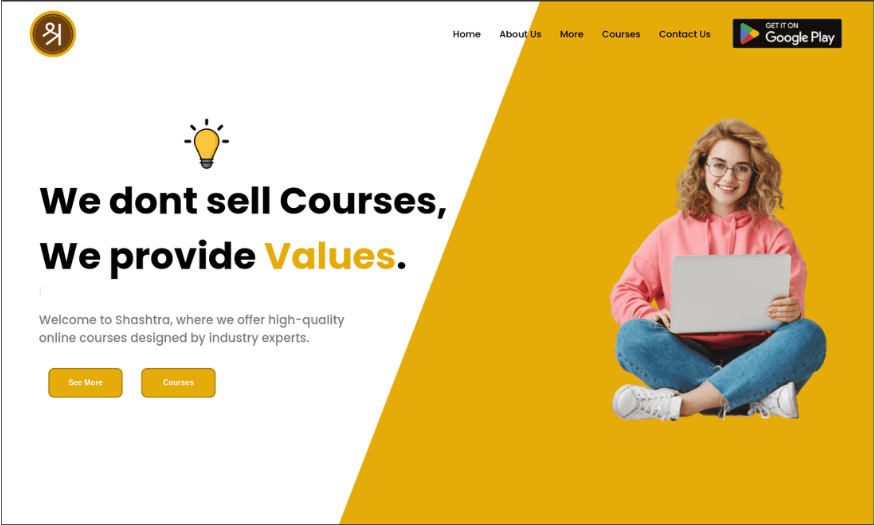 श्र
Home About Us More Courses Contact Us
GET IT ON
Google Play
We dont sell Courses,
We provide Values.
Welcome to Shashtra, where we offer high-quality
online courses designed by industry experts.
See More Courses